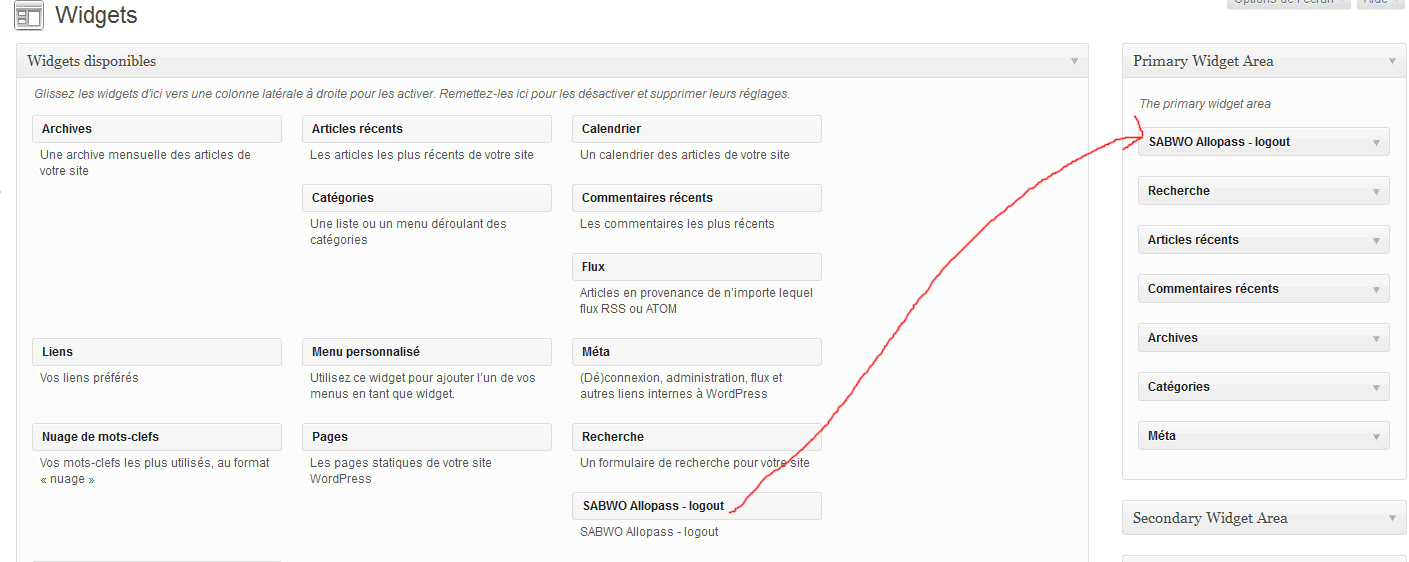 Options de l'écran
Aide
Widgets
Widgets disponibles
Glissez les widgets d'ici vers une colonne latérale à droite pour les activer. Remettez-les ici pour les désactiver et supprimer leurs réglages.
Archives
Une archive mensuelle des articles de
votre site
Articles récents
Les articles les plus récents de votre site
Calendrier
Un calendrier des articles de votre site
Catégories
Une liste ou un menu déroulant des
catégories
Commentaires récents
Les commentaires les plus récents
Flux
Articles en provenance de n’importe lequel
flux RSS ou ATOM
Liens
Vos liens préférés
Menu personnalisé
Utilisez ce widget pour ajouter l’un de vos
menus en tant que widget.
Méta
(Dé)connexion, administration, flux et
autres liens internes à WordPress
Nuage de mots-clefs
Vos mots-clefs les plus utilisés, au format
« nuage »
Pages
Les pages statiques de votre site
WordPress
Recherche
Un formulaire de recherche pour votre site
SABWO Allopass - logout
SABWO Allopass - logout
Primary Widget Area
The primary widget area
SABWO Allopass - logout
Recherche
Articles récents
Commentaires récents
Archives
Catégories
Méta
Secondary Widget Area